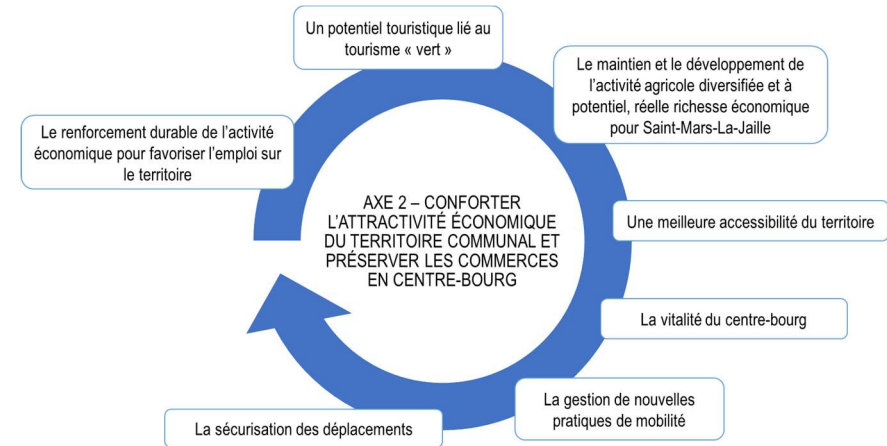 Un potentiel touristique lié au
tourisme « vert »
Le maintien et le développement de
l'activité agricole diversifiée et à
potentiel, réelle richesse économique
pour Saint-Mars-La-Jaille
Le renforcement durable de l'activité
économique pour favoriser l'emploi sur
le territoire
AXE 2 – CONFORTER
L'ATTRACTIVITÉ ÉCONOMIQUE
DU TERRITOIRE COMMUNAL ET
PRÉSERVER LES COMMERCES
EN CENTRE-BOURG
Une meilleure accessibilité du territoire
La vitalité du centre-bourg
La gestion de nouvelles
pratiques de mobilité
La sécurisation des déplacements